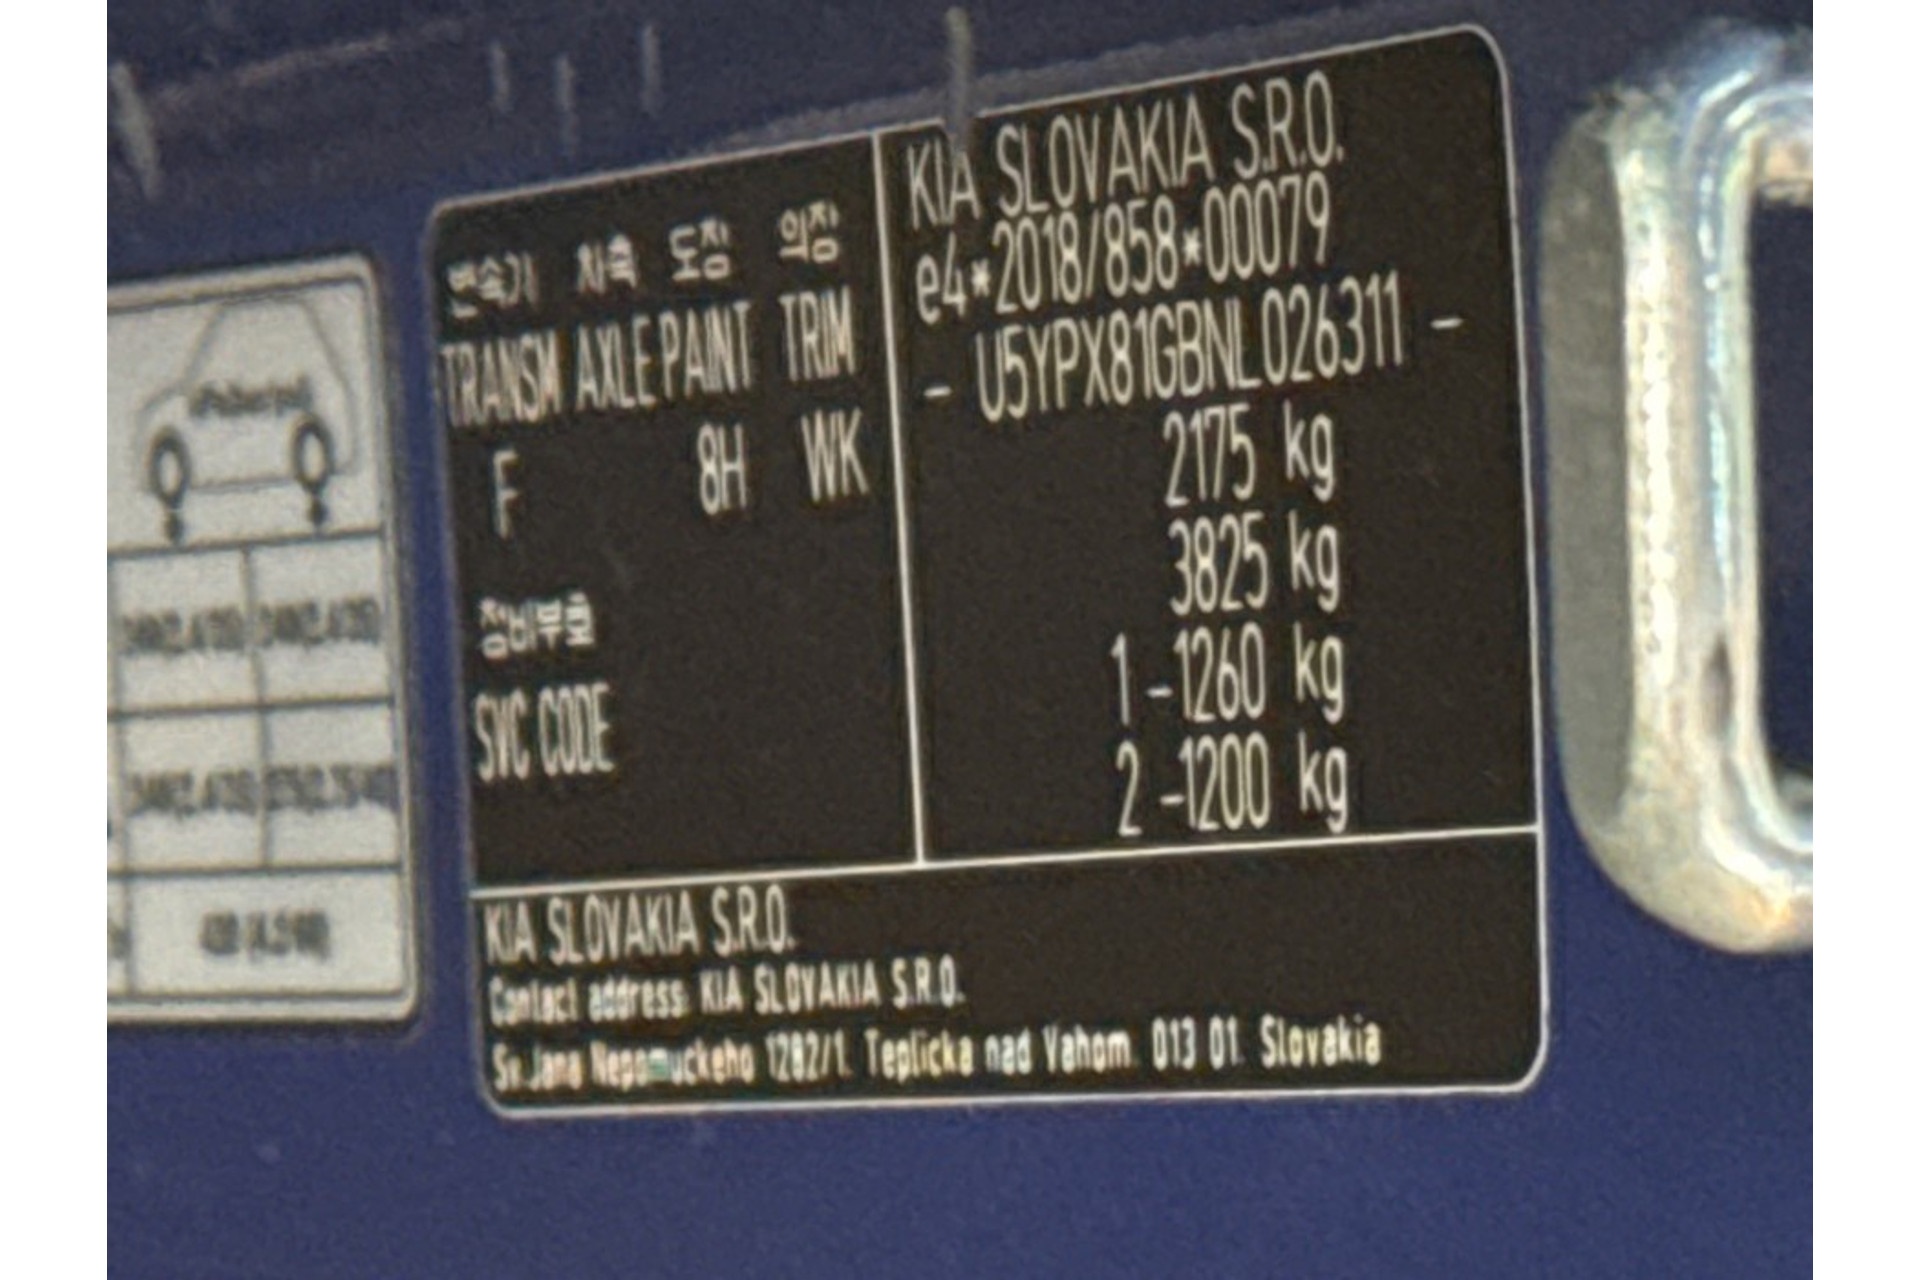 변속기 차축 도장 의장
TRANSM AXLE PAINT TRIM
F 8H WK
정비부호
SVC CODE
KIA SLOVAKIA S.R.O.
e4*2018/858*00079
- U5YPX81GBNL026311 -
2175 kg
3825 kg
1 -1260 kg
2 -1200 kg
KIA SLOVAKIA S.R.O.
Contact address: KIA SLOVAKIA S.R.O.
Sv.Jana Nepomuckeho 1282/1. Teplicka nad Vahom. 013 01. Slovakia